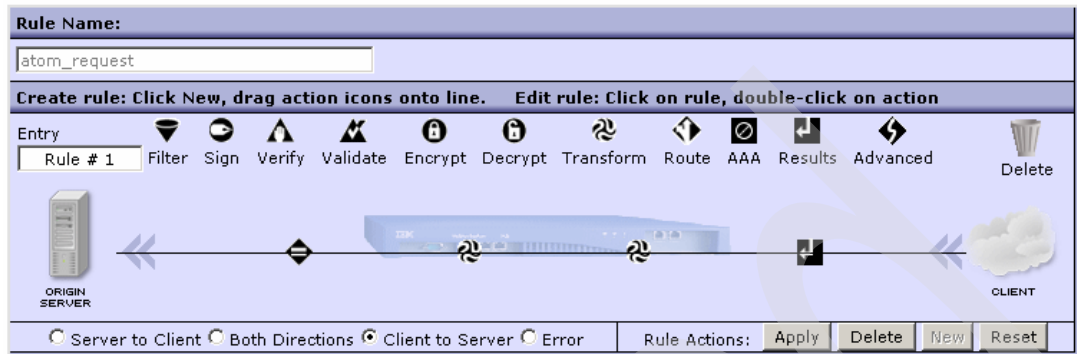 Rule Name:
atom_request
Create rule: Click New, drag action icons onto line. Edit rule: Click on rule, double-click on action
Entry
Rule # 1
Filter Sign Verify Validate Encrypt Decrypt Transform Route AAA Results Advanced
Delete
IBM
ORIGIN
SERVER
CLIENT
Server to Client Both Directions Client to Server Error Rule Actions: Apply Delete New Reset